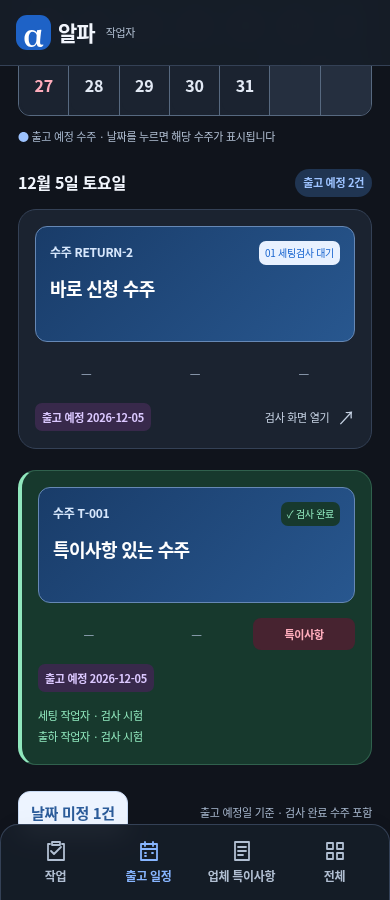 α 알파 작업자
27 28 29 30 31
출고 예정 수주 · 날짜를 누르면 해당 수주가 표시됩니다
12월 5일 토요일 출고 예정 2건
수주 RETURN-2 01 세팅검사 대기
바로 신청 수주
— — —
출고 예정 2026-12-05 검사 화면 열기 ↗
수주 T-001 ✓ 검사 완료
특이사항 있는 수주
— — 특이사항
출고 예정 2026-12-05
세팅 작업자 · 검사 시험
출하 작업자 · 검사 시험
날짜 미정 1건 출고 예정일 기준 · 검사 완료 수주 포함
작업 출고 일정 업체 특이사항 전체